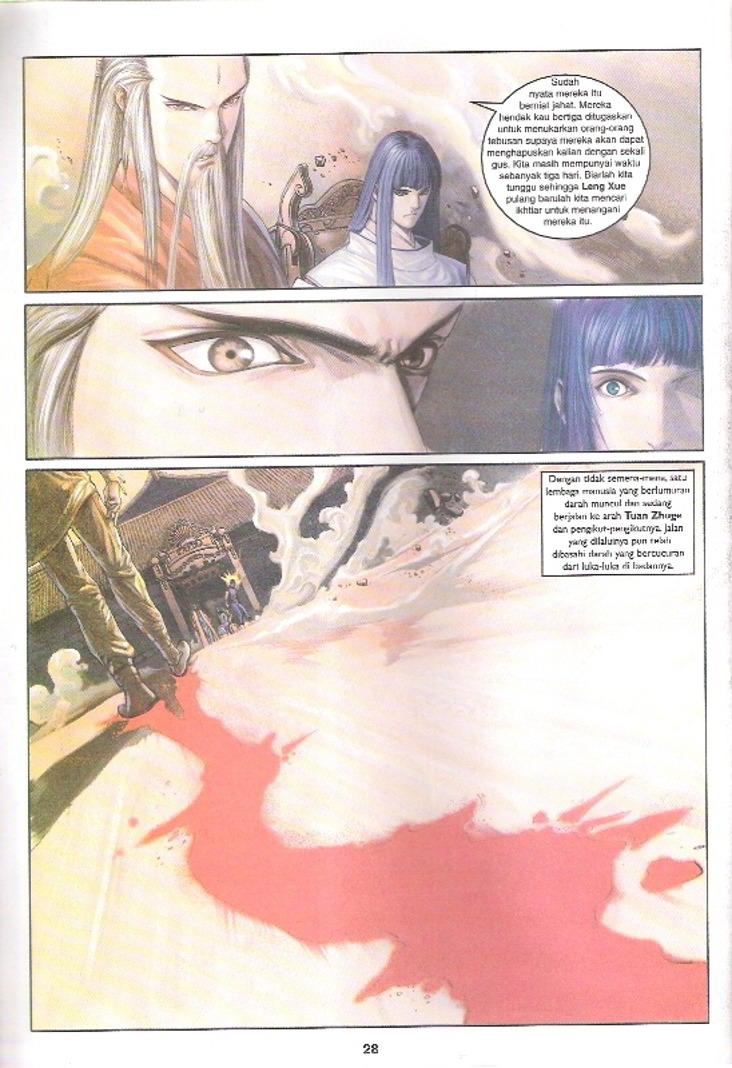 Sudah
nyata mereka itu
berniat jahat. Mereka
hendak kau bertiga ditugaskan
untuk menukarkan orang-orang
tebusan supaya mereka akan dapat
menghapuskan kalian dengan sekali
gus. Kita masih mempunyai waktu
sebanyak tiga hari. Biarlah kita
tunggu sehingga Leng Xue
pulang barulah kita mencari
ikhtiar untuk menangani
mereka itu.
Dengan tidak semena-mena, satu
lembaga manusia yang berlumuran
darah muncul dan sedang
berjalan ke arah Tuan Zhuge
dan pengikut-pengikutnya. Jalan
yang dilaluinya pun telah
dibasahi darah yang bercucuran
dari luka-luka di badannya.
28